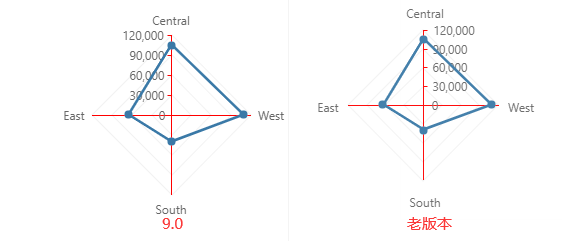 Central
120,000
90,000
60,000
30,000
0
East
West
South
9.0
Central
120,000
90,000
60,000
30,000
0
East
West
South
老版本